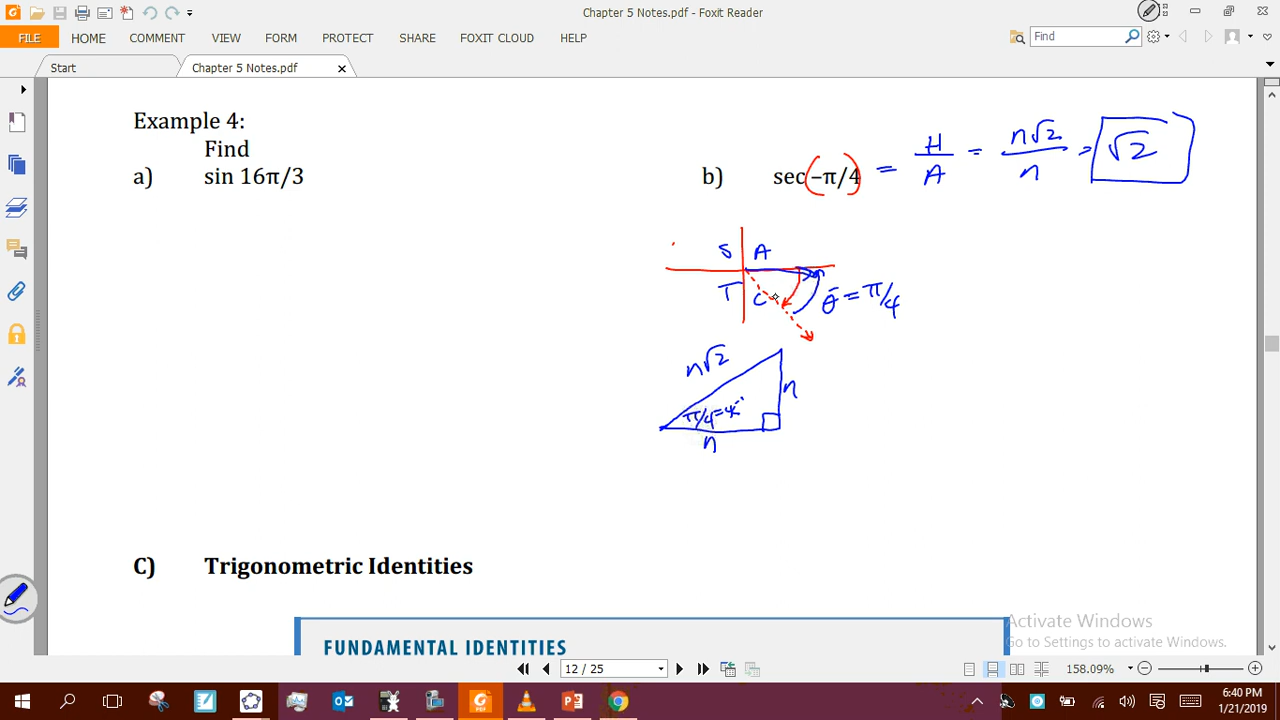 Chapter 5 Notes.pdf - Foxit Reader
FILE HOME COMMENT VIEW FORM PROTECT SHARE FOXIT CLOUD HELP
Find
Start Chapter 5 Notes.pdf
Example 4:
Find
a) sin 16π/3
b) sec(-π/4) = H/A = n√2/n = √2
S A
T C
θ̄ = π/4
n√2
n
π/4=45°
n
C) Trigonometric Identities
FUNDAMENTAL IDENTITIES
Activate Windows
Go to Settings to activate Windows.
12 / 25
158.09%
6:40 PM
1/21/2019